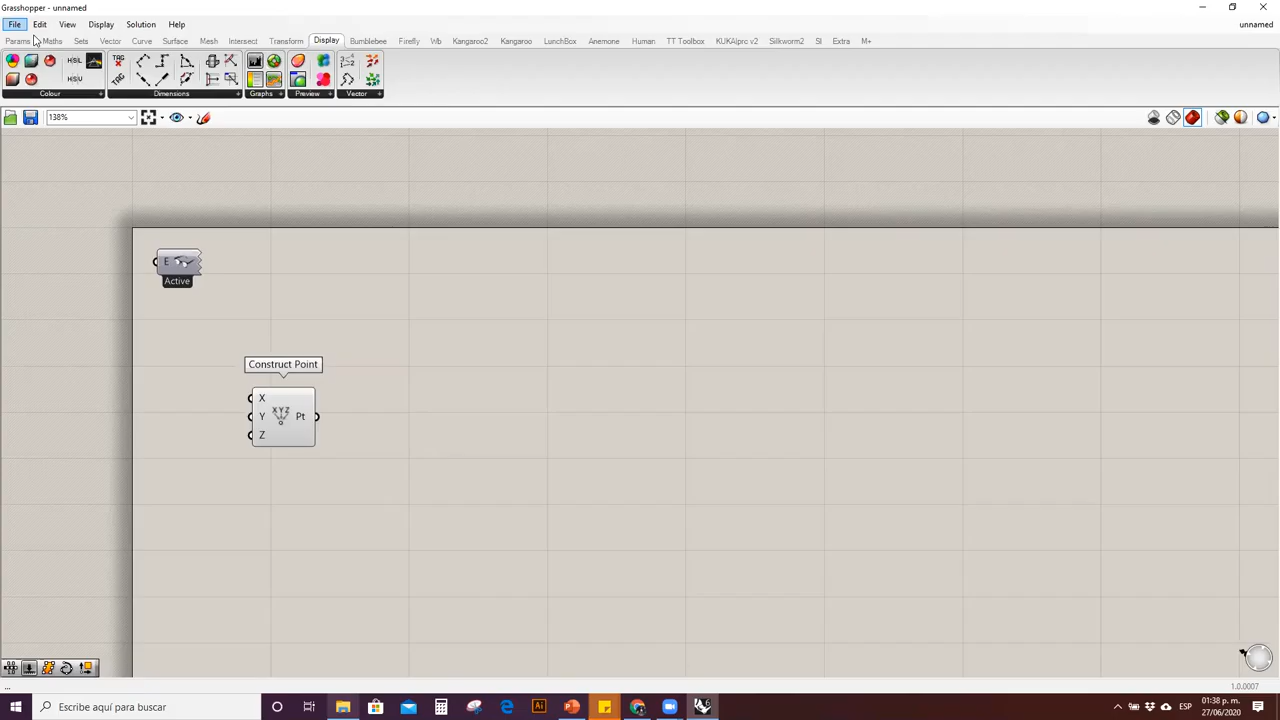 Grasshopper - unnamed
File Edit View Display Solution Help unnamed
Params Maths Sets Vector Curve Surface Mesh Intersect Transform Display Bumblebee Firefly Kangaroo2 Kangaroo LunchBox Anemone Human TT Toolbox KUKA|prc v2 Silkworm2 Extra M+
Colour + Dimensions + Graphs + Preview + Vector +
138%
E
Active
Construct Point
X
Y Pt
Z
...
1.0.0007
Escribe aquí para buscar
ESP
01:38 p. m.
27/06/2020